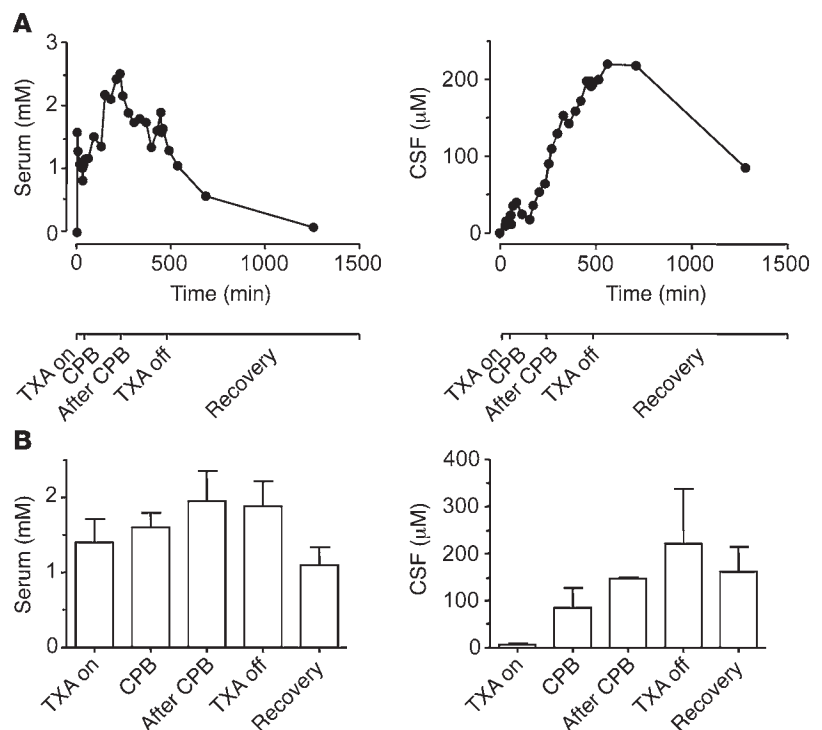 A
Serum (mM)
3
2
1
0
0 500 1000 1500
Time (min)
TXA on
CPB
After CPB
TXA off
Recovery
CSF (µM)
200
100
0
0 500 1000 1500
Time (min)
TXA on
CPB
After CPB
TXA off
Recovery
B
Serum (mM)
2
1
0
TXA on
CPB
After CPB
TXA off
Recovery
CSF (µM)
400
300
200
100
0
TXA on
CPB
After CPB
TXA off
Recovery